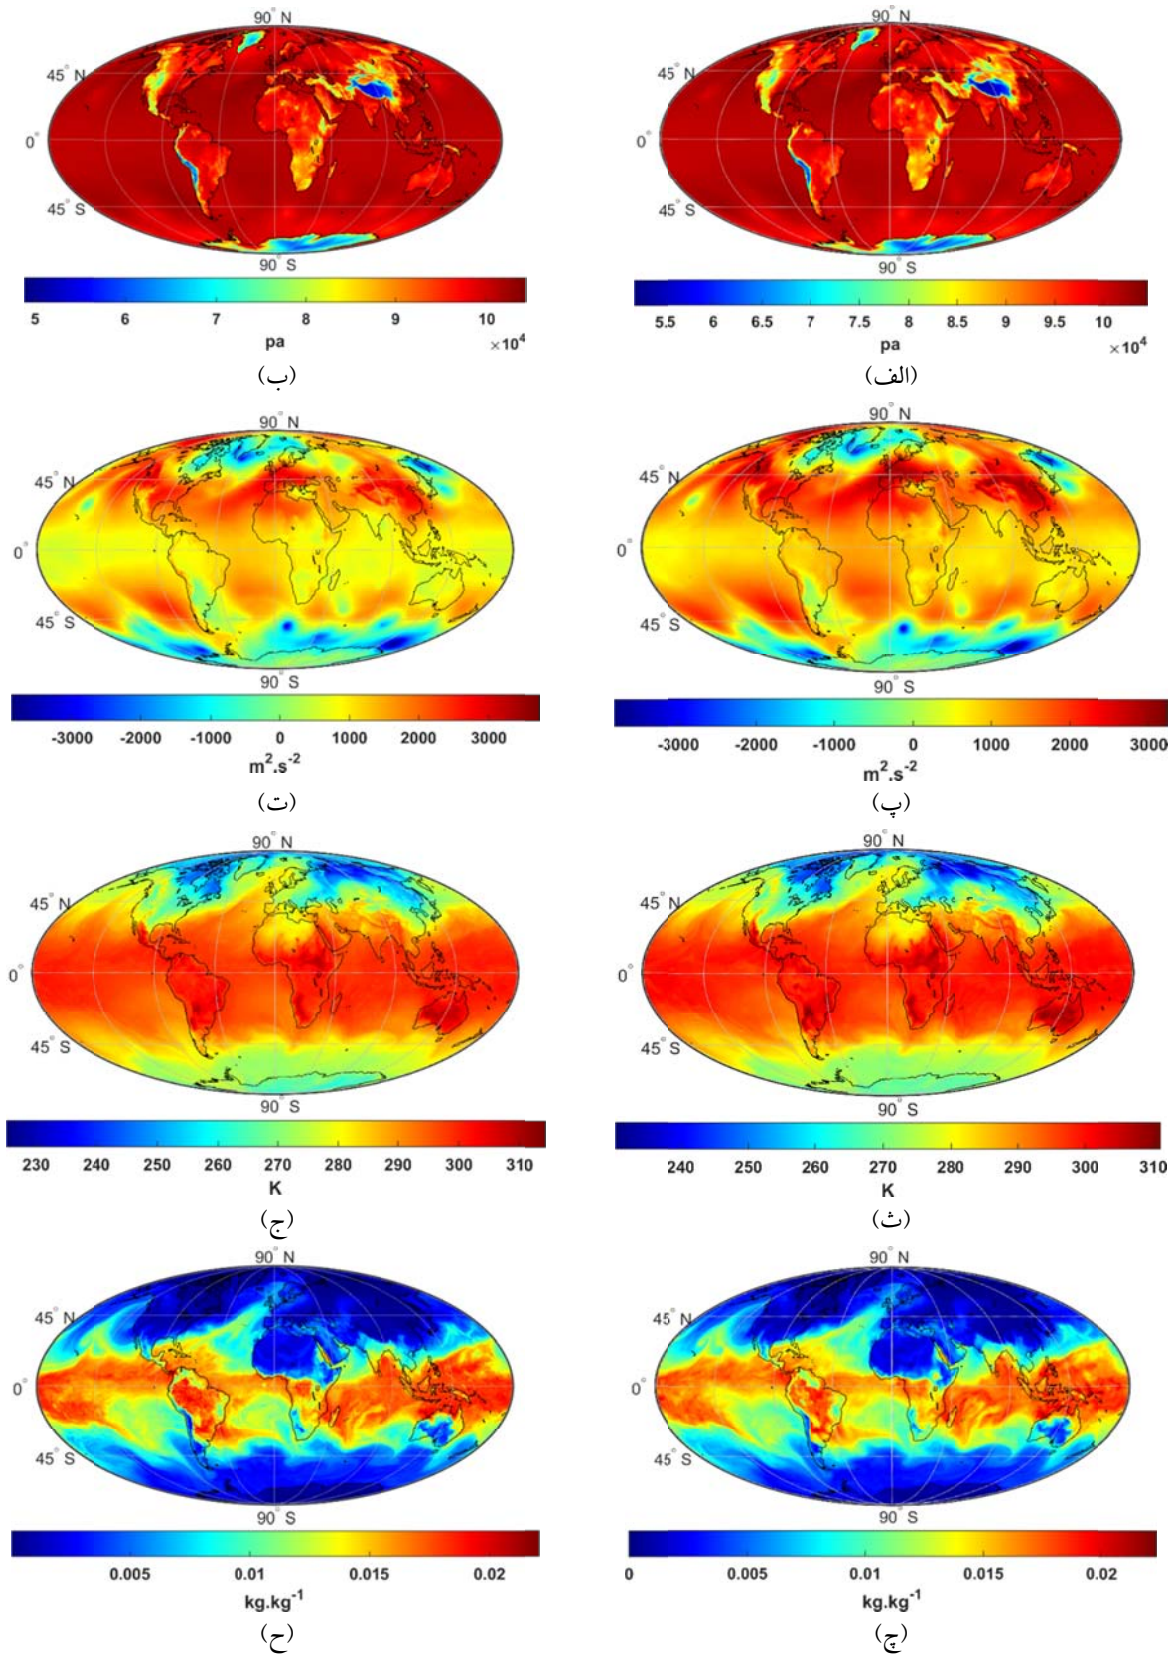 90° N
45° N
0°
45° S
90° S
5 6 7 8 9 10
pa
×10⁴
(ب)
90° N
45° N
0°
45° S
90° S
5.5 6 6.5 7 7.5 8 8.5 9 9.5 10
pa
×10⁴
(الف)
90° N
45° N
0°
45° S
90° S
-3000 -2000 -1000 0 1000 2000 3000
m².s⁻²
(ت)
90° N
45° N
0°
45° S
90° S
-3000 -2000 -1000 0 1000 2000 3000
m².s⁻²
(پ)
90° N
45° N
0°
45° S
90° S
230 240 250 260 270 280 290 300 310
K
(ج)
90° N
45° N
0°
45° S
90° S
240 250 260 270 280 290 300 310
K
(ث)
90° N
45° N
0°
45° S
90° S
0.005 0.01 0.015 0.02
kg.kg⁻¹
(ح)
90° N
45° N
0°
45° S
90° S
0 0.005 0.01 0.015 0.02
kg.kg⁻¹
(چ)